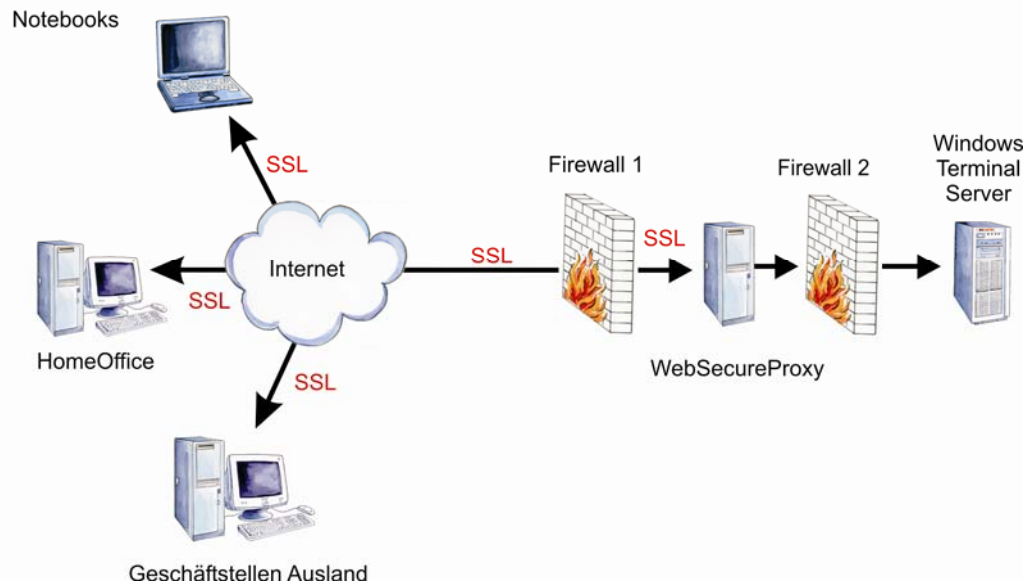 Notebooks
SSL
Firewall 1
Firewall 2
Windows
Terminal
Server
Internet
SSL
SSL
SSL
HomeOffice
WebSecureProxy
SSL
Geschäftstellen Ausland